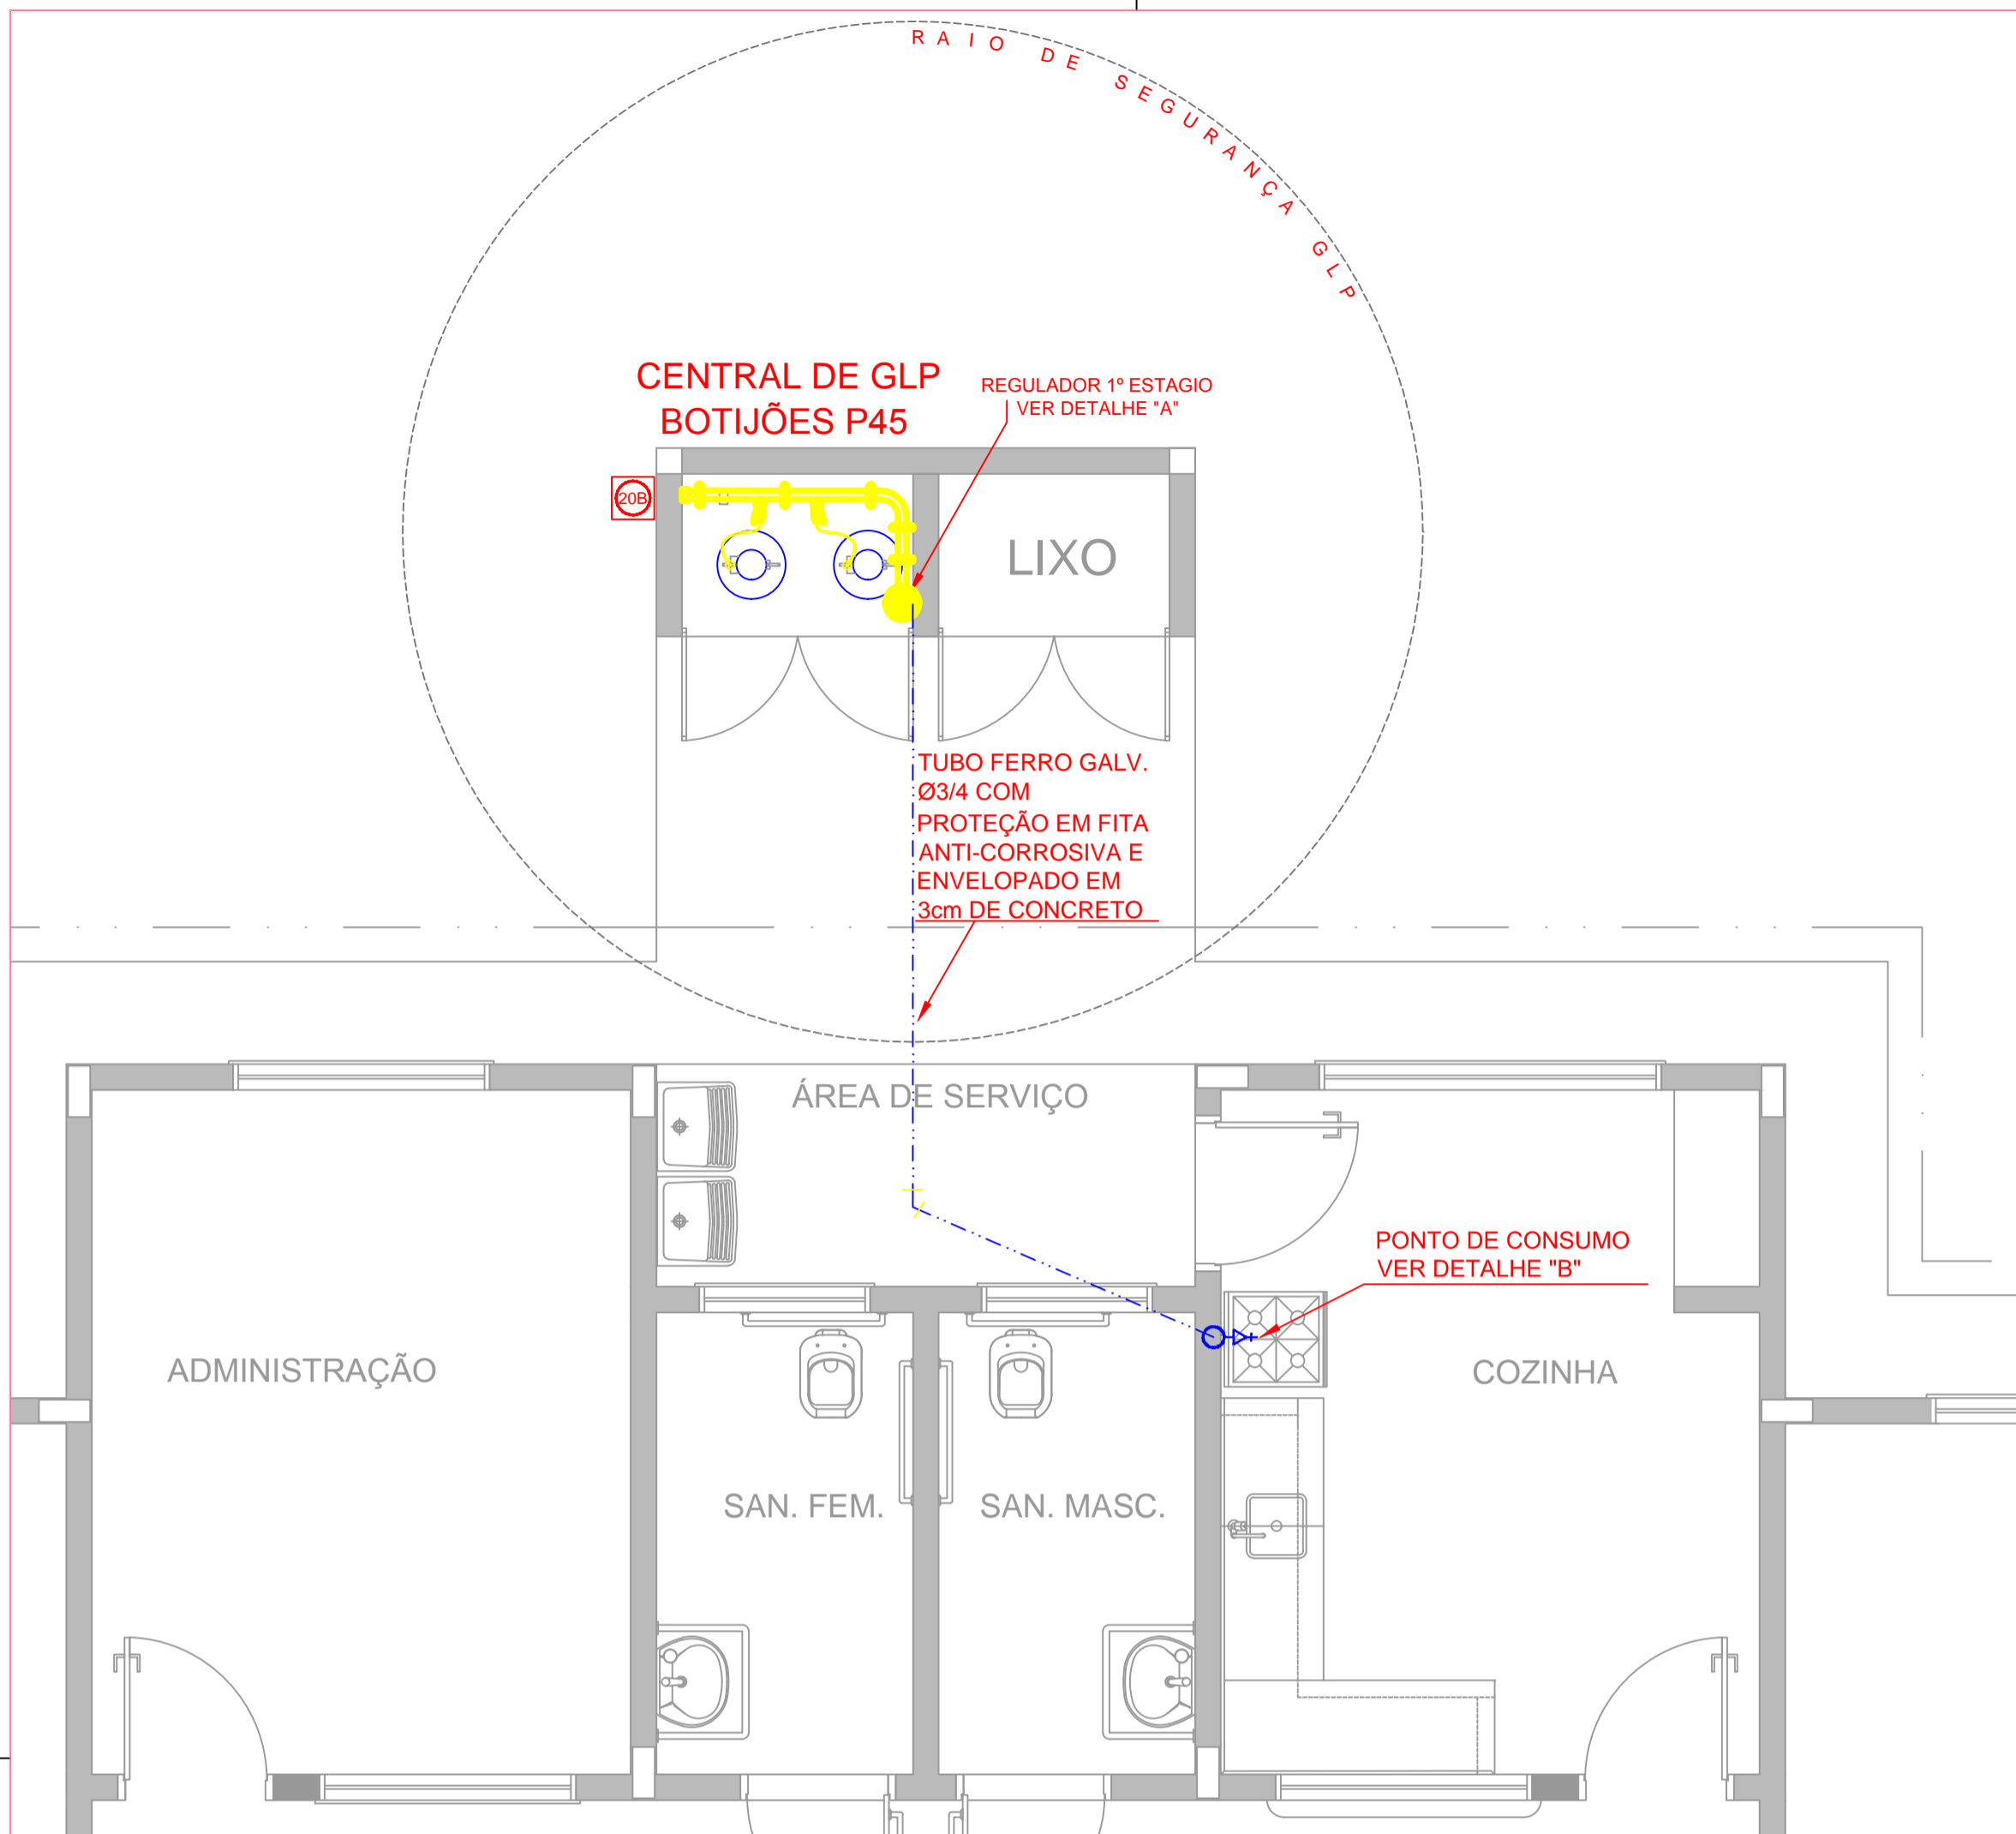 RAIO DE SEGURANÇA GLP
CENTRAL DE GLP
BOTIJÕES P45
REGULADOR 1º ESTAGIO
VER DETALHE "A"
20B
LIXO
TUBO FERRO GALV.
Ø3/4 COM
PROTEÇÃO EM FITA
ANTI-CORROSIVA E
ENVELOPADO EM
3cm DE CONCRETO
ÁREA DE SERVIÇO
PONTO DE CONSUMO
VER DETALHE "B"
ADMINISTRAÇÃO
COZINHA
SAN. FEM.
SAN. MASC.